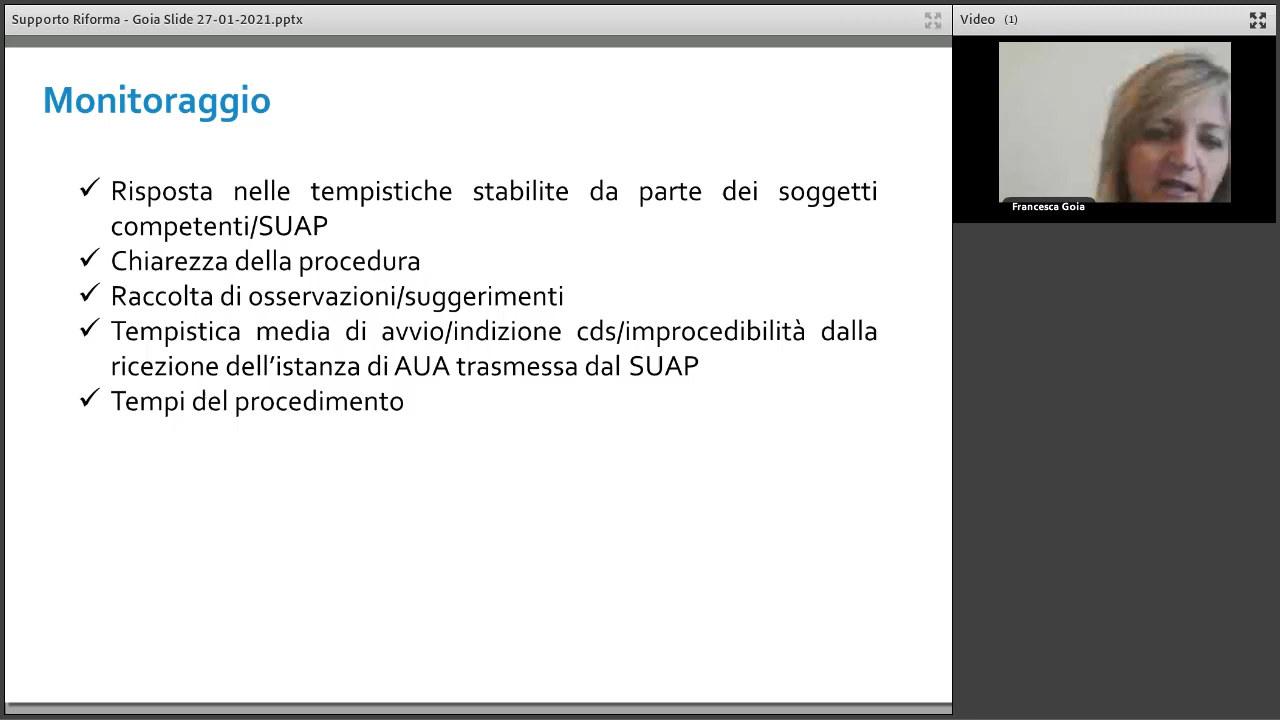 Supporto Riforma - Goia Slide 27-01-2021.pptx
Video (1)
Francesca Goia
Monitoraggio
✓ Risposta nelle tempistiche stabilite da parte dei soggetti
competenti/SUAP
✓ Chiarezza della procedura
✓ Raccolta di osservazioni/suggerimenti
✓ Tempistica media di avvio/indizione cds/improcedibilità dalla
ricezione dell’istanza di AUA trasmessa dal SUAP
✓ Tempi del procedimento